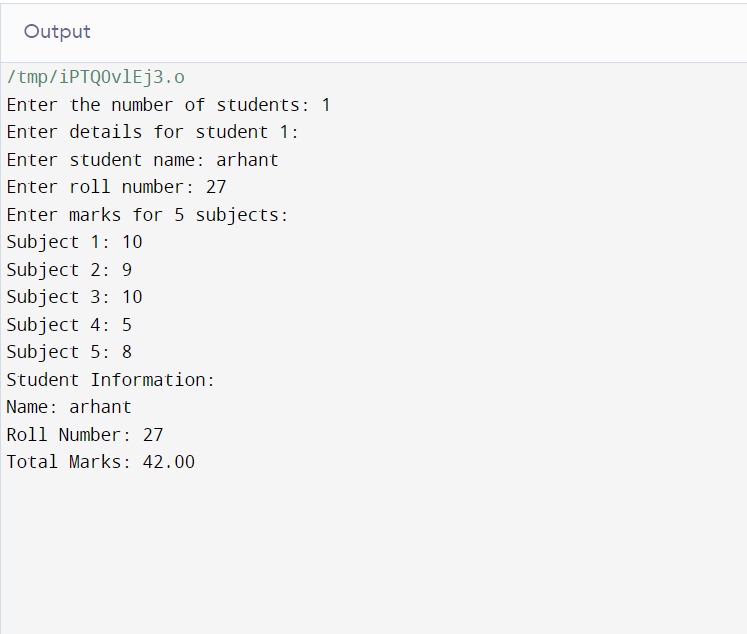 Output
/tmp/iPTQOvlEj3.o
Enter the number of students: 1
Enter details for student 1:
Enter student name: arhant
Enter roll number: 27
Enter marks for 5 subjects:
Subject 1: 10
Subject 2: 9
Subject 3: 10
Subject 4: 5
Subject 5: 8
Student Information:
Name: arhant
Roll Number: 27
Total Marks: 42.00